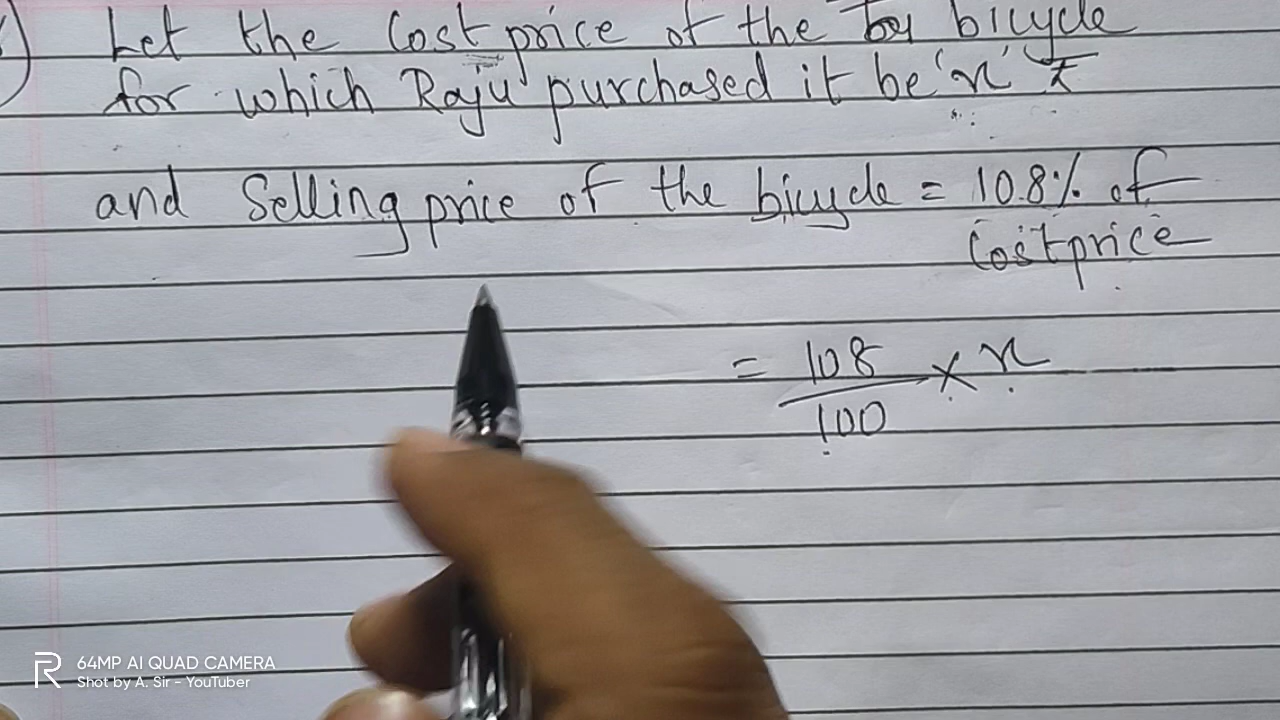 Let the Cost price of the by bicycle
for which Raju purchased it be 'x' ₹
and Selling price of the bicycle = 108% of
Cost price
= 108/100 × x
64MP AI QUAD CAMERA
Shot by A. Sir - YouTuber